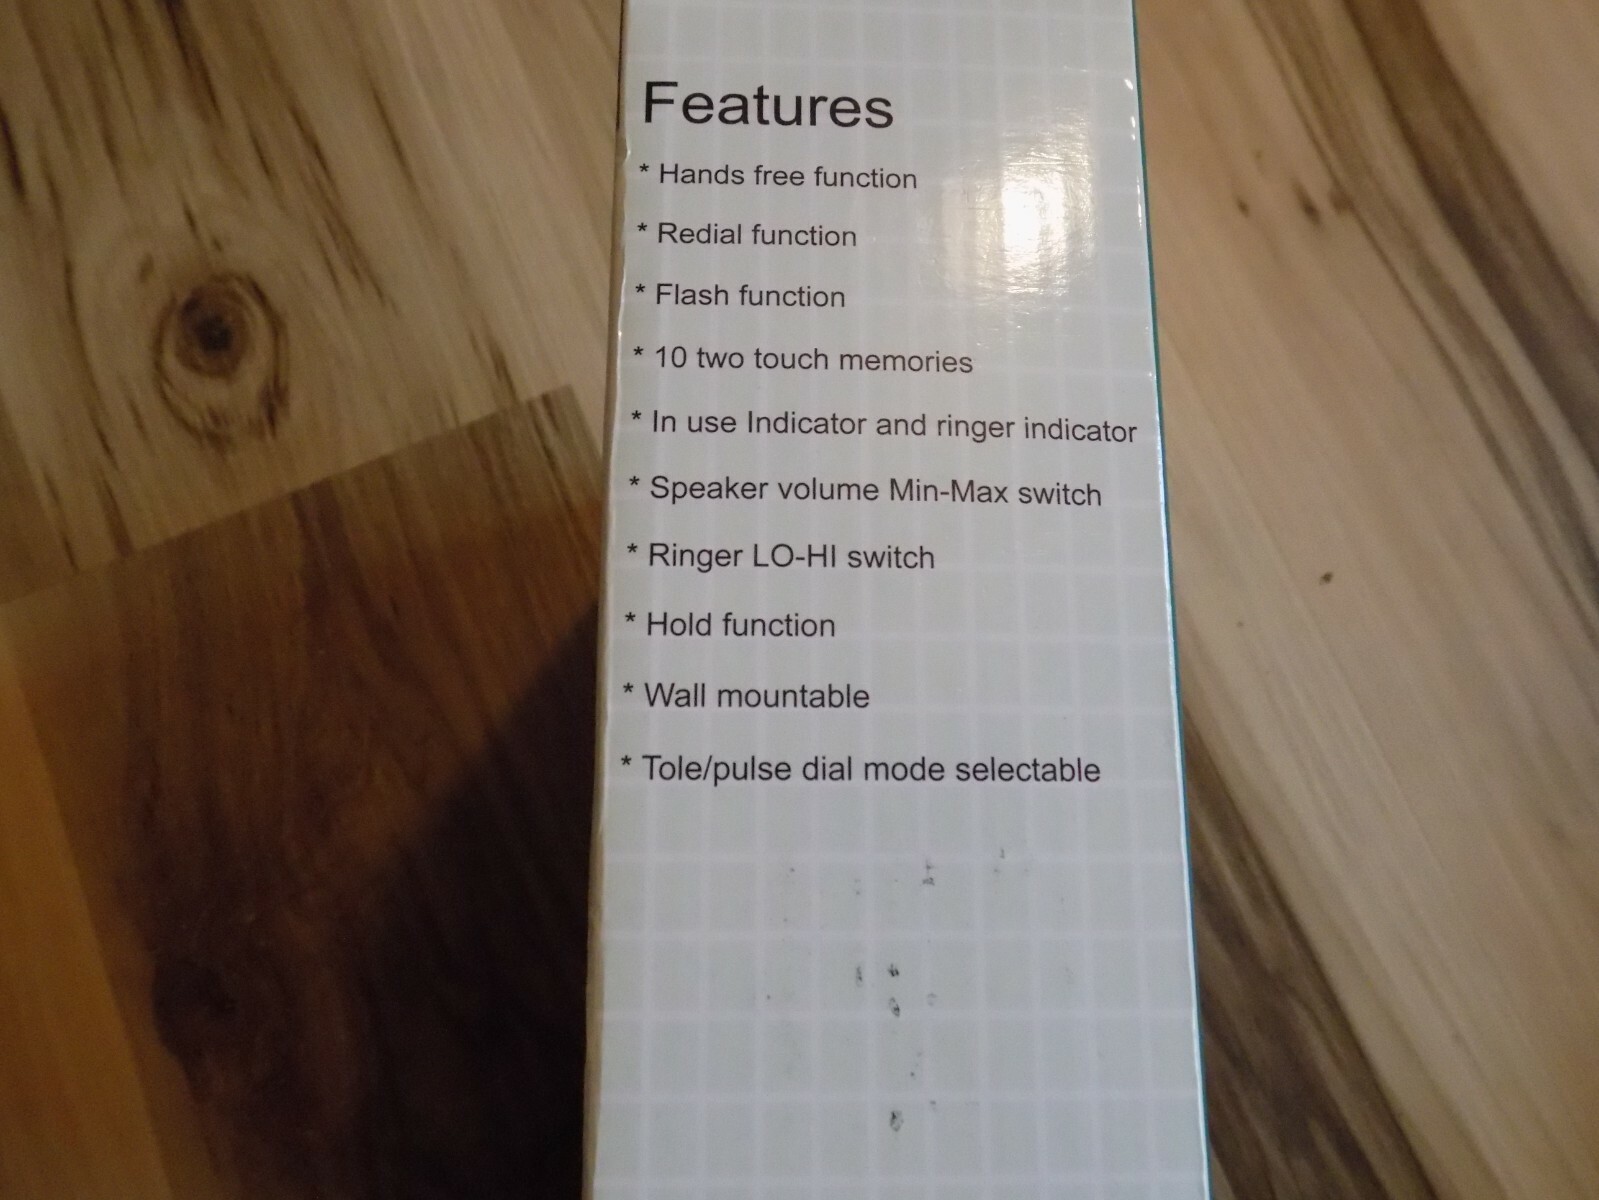 Features
* Hands free function
* Redial function
* Flash function
* 10 two touch memories
* In use Indicator and ringer indicator
* Speaker volume Min-Max switch
* Ringer LO-HI switch
* Hold function
* Wall mountable
* Tole/pulse dial mode selectable